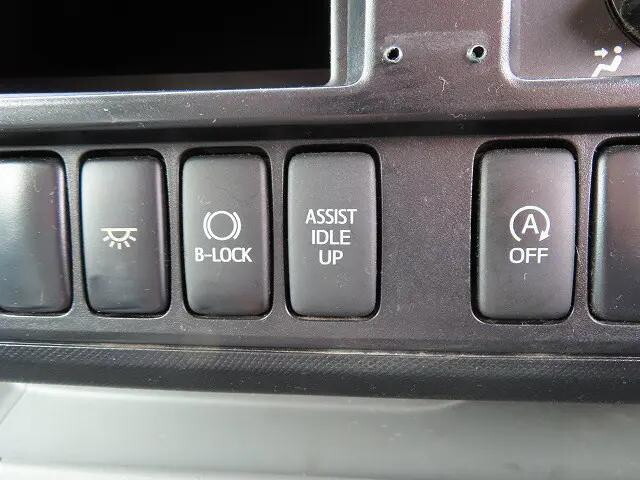 B-LOCK
ASSIST
IDLE
UP
A
OFF